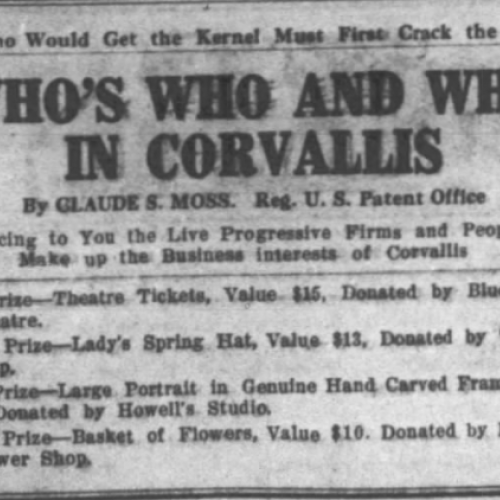 Would Get the Kernel Must First Crack the
WHO'S WHO AND WH
IN CORVALLIS
By CLAUDE S. MOSS. Reg. U. S. Patent Office
cing to You the Live Progressive Firms and Peop
Make up the Business interests of Corvallis
rize—Theatre Tickets, Value $15, Donated by Blu
atre.
Prize—Lady's Spring Hat, Value $13, Donated by
p.
Prize—Large Portrait in Genuine Hand Carved Fram
Donated by Howell's Studio.
Prize—Basket of Flowers, Value $10. Donated by
wer Shop.